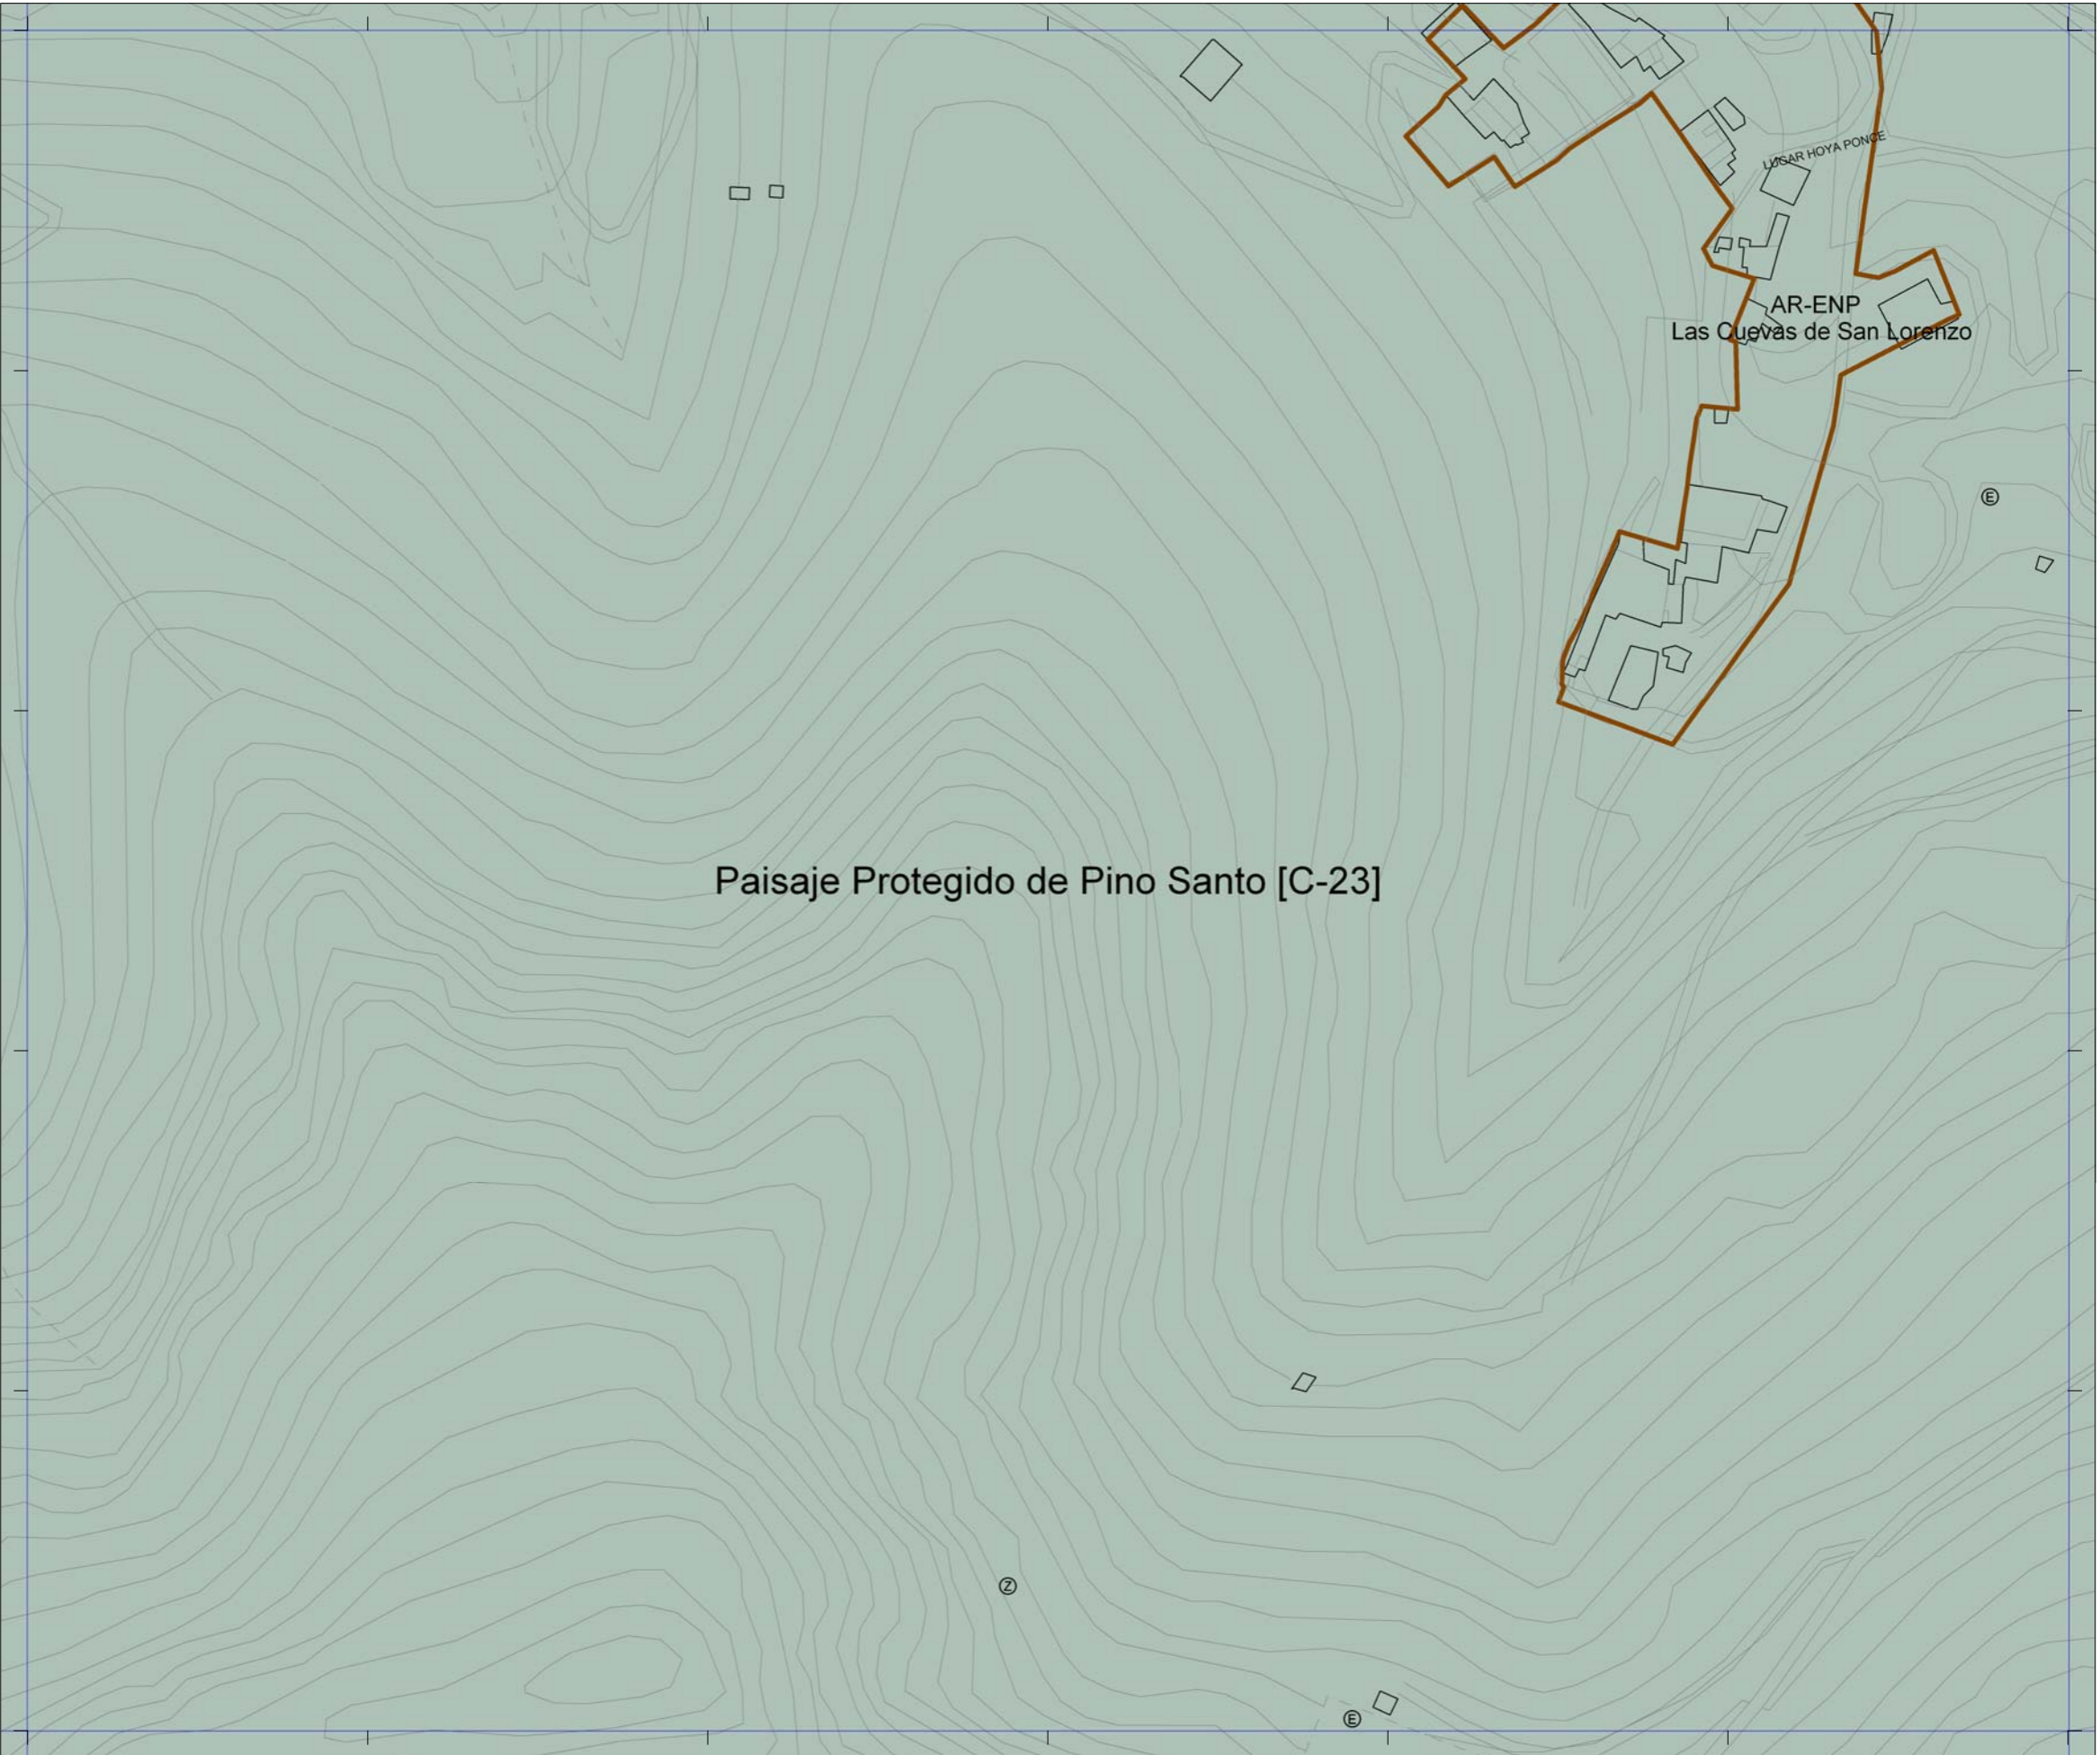 LUGAR HOYA PONCE
AR-ENP
Las Cuevas de San Lorenzo
E
Paisaje Protegido de Pino Santo [C-23]
Z
E